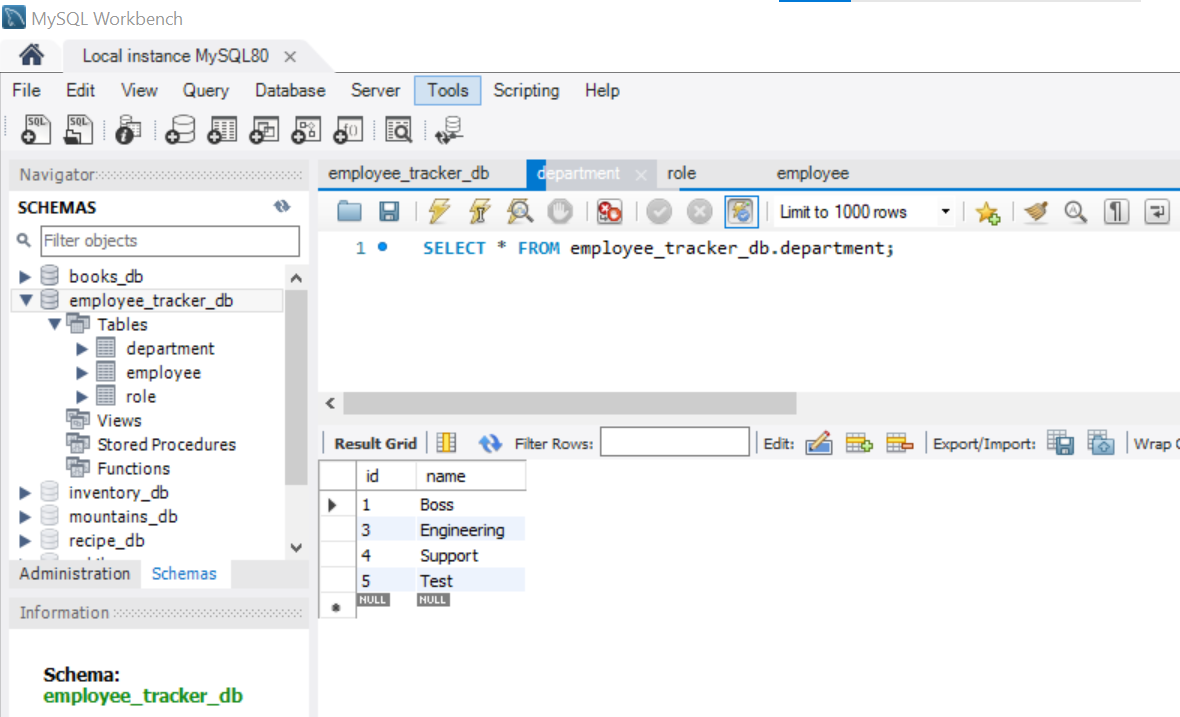 MySQL Workbench
Local instance MySQL80
File Edit View Query Database Server Tools Scripting Help
SQL SQL
Navigator
SCHEMAS
Filter objects
books_db
employee_tracker_db
Tables
department
employee
role
Views
Stored Procedures
Functions
inventory_db
mountains_db
recipe_db
Administration Schemas
Information
Schema:
employee_tracker_db
employee_tracker_db department role employee
Limit to 1000 rows
1 SELECT * FROM employee_tracker_db.department;
Result Grid Filter Rows: Edit: Export/Import: Wrap C
id name
1 Boss
3 Engineering
4 Support
5 Test
NULL NULL